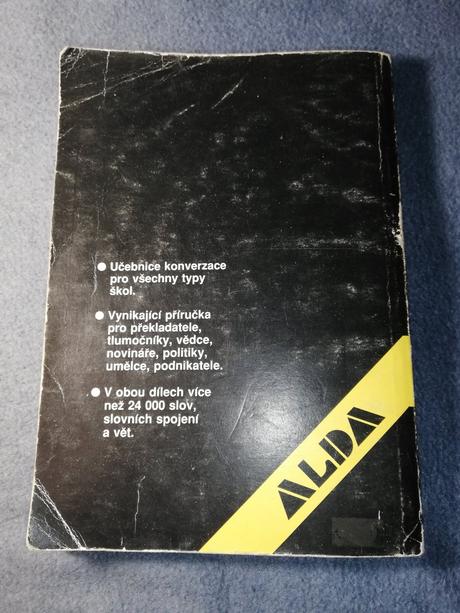 ● Učebnice konverzace
pro všechny typy
škol.
● Vynikající příručka
pro překladatele,
tlumočníky, vědce,
novináře, politiky,
umělce, podnikatele.
● V obou dílech více
než 24 000 slov,
slovních spojení
a vět.
ALDA